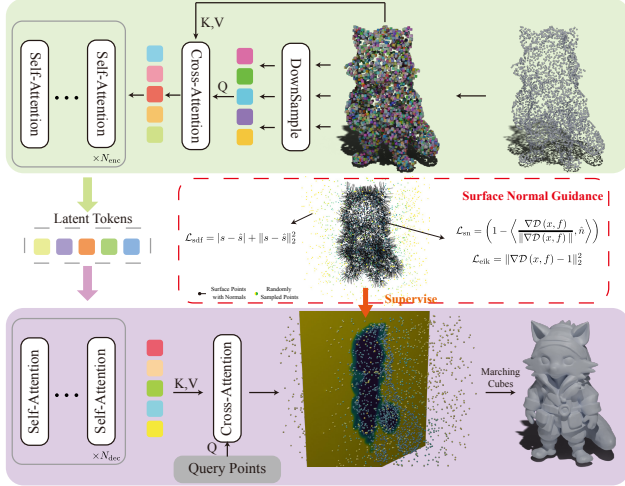 K,V
Self-Attention
Self-Attention
×N_enc
Cross-Attention
Q
DownSample
Latent Tokens
Surface Normal Guidance
ℒ_sdf = |s − ŝ| + ‖s − ŝ‖₂²
ℒ_sn = (1 − ⟨∇𝒟(x, f) / ‖∇𝒟(x, f)‖, n̂⟩)
ℒ_eik = ‖∇𝒟(x, f) − 1‖₂²
Surface Points
with Normals
Randomly
Sampled Points
Supervise
Self-Attention
Self-Attention
×N_dec
K,V
Cross-Attention
Q
Query Points
Marching
Cubes